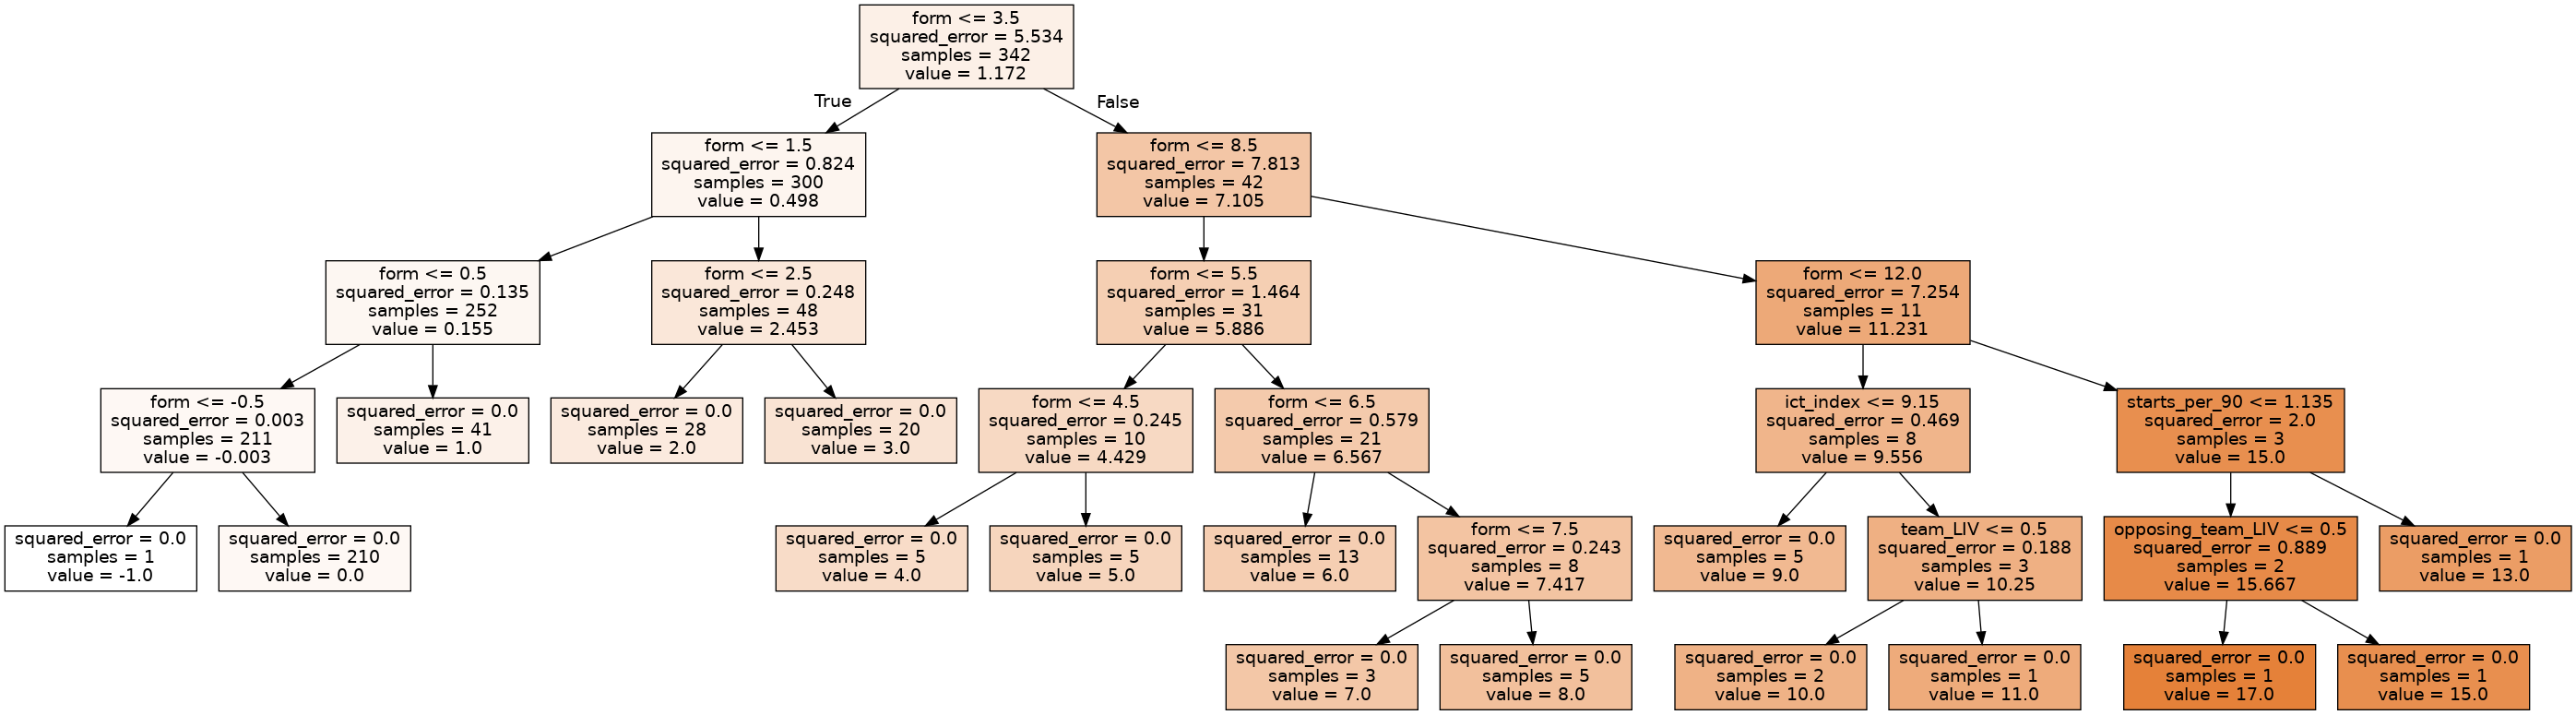 form <= 3.5
squared_error = 5.534
samples = 342
value = 1.172
True
False
form <= 1.5
squared_error = 0.824
samples = 300
value = 0.498
form <= 8.5
squared_error = 7.813
samples = 42
value = 7.105
form <= 0.5
squared_error = 0.135
samples = 252
value = 0.155
form <= 2.5
squared_error = 0.248
samples = 48
value = 2.453
form <= 5.5
squared_error = 1.464
samples = 31
value = 5.886
form <= 12.0
squared_error = 7.254
samples = 11
value = 11.231
form <= -0.5
squared_error = 0.003
samples = 211
value = -0.003
squared_error = 0.0
samples = 41
value = 1.0
squared_error = 0.0
samples = 28
value = 2.0
squared_error = 0.0
samples = 20
value = 3.0
form <= 4.5
squared_error = 0.245
samples = 10
value = 4.429
form <= 6.5
squared_error = 0.579
samples = 21
value = 6.567
ict_index <= 9.15
squared_error = 0.469
samples = 8
value = 9.556
starts_per_90 <= 1.135
squared_error = 2.0
samples = 3
value = 15.0
squared_error = 0.0
samples = 1
value = -1.0
squared_error = 0.0
samples = 210
value = 0.0
squared_error = 0.0
samples = 5
value = 4.0
squared_error = 0.0
samples = 5
value = 5.0
squared_error = 0.0
samples = 13
value = 6.0
form <= 7.5
squared_error = 0.243
samples = 8
value = 7.417
squared_error = 0.0
samples = 5
value = 9.0
team_LIV <= 0.5
squared_error = 0.188
samples = 3
value = 10.25
opposing_team_LIV <= 0.5
squared_error = 0.889
samples = 2
value = 15.667
squared_error = 0.0
samples = 1
value = 13.0
squared_error = 0.0
samples = 3
value = 7.0
squared_error = 0.0
samples = 5
value = 8.0
squared_error = 0.0
samples = 2
value = 10.0
squared_error = 0.0
samples = 1
value = 11.0
squared_error = 0.0
samples = 1
value = 17.0
squared_error = 0.0
samples = 1
value = 15.0